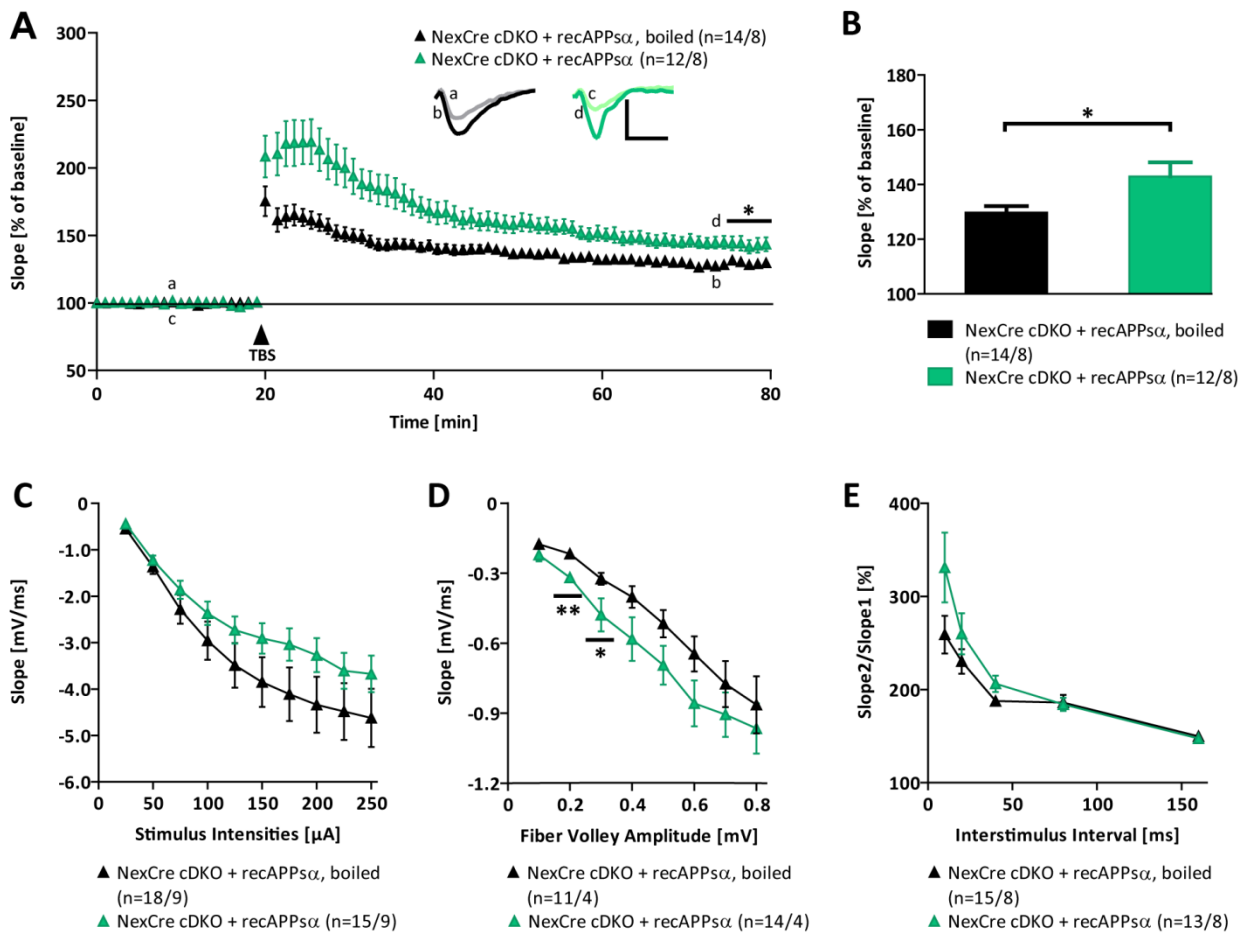 A
NexCre cDKO + recAPPsα, boiled (n=14/8)
NexCre cDKO + recAPPsα (n=12/8)
a
b
c
d
Slope [% of baseline]
300
250
200
150
100
50
a
c
d
*
b
TBS
0
20
40
60
80
Time [min]
B
Slope [% of baseline]
180
160
140
120
100
*
NexCre cDKO + recAPPsα, boiled
(n=14/8)
NexCre cDKO + recAPPsα (n=12/8)
C
Slope [mV/ms]
0
-1.0
-2.0
-3.0
-4.0
-5.0
-6.0
0
50
100
150
200
250
Stimulus Intensities [µA]
NexCre cDKO + recAPPsα, boiled
(n=18/9)
NexCre cDKO + recAPPsα (n=15/9)
D
Slope [mV/ms]
0
-0.3
-0.6
-0.9
-1.2
**
*
0
0.2
0.4
0.6
0.8
Fiber Volley Amplitude [mV]
NexCre cDKO + recAPPsα, boiled
(n=11/4)
NexCre cDKO + recAPPsα (n=14/4)
E
Slope2/Slope1 [%]
400
300
200
100
0
50
100
150
Interstimulus Interval [ms]
NexCre cDKO + recAPPsα, boiled
(n=15/8)
NexCre cDKO + recAPPsα (n=13/8)